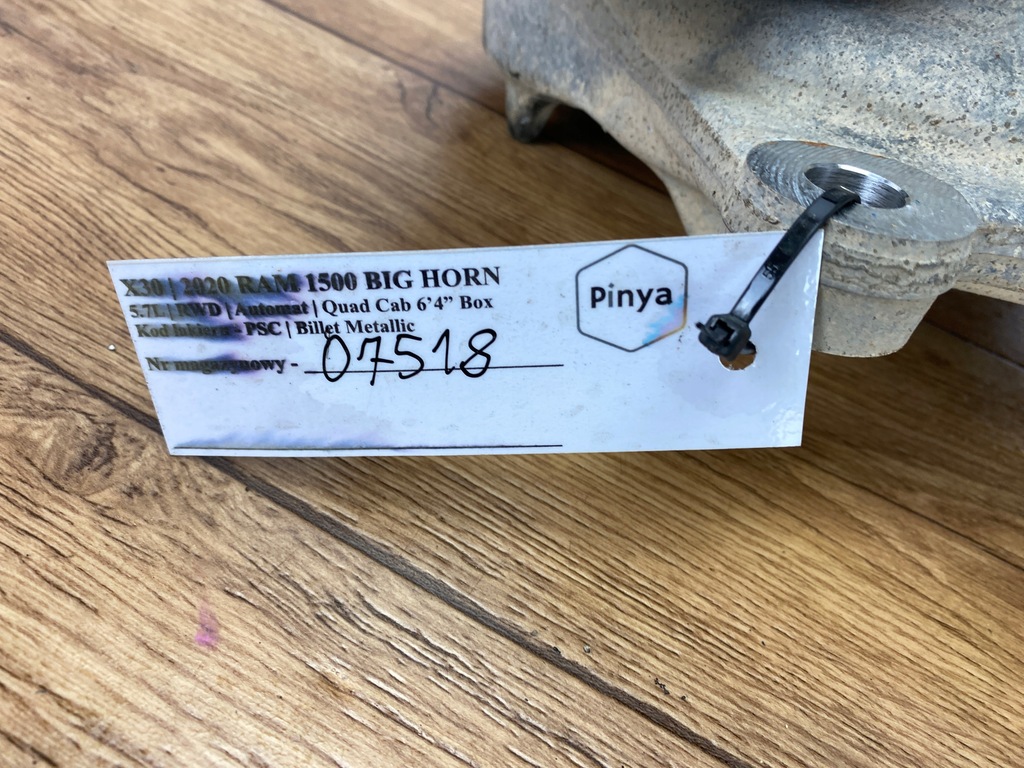 X30 | 2020 RAM 1500 BIG HORN
5.7L | RWD | Automat | Quad Cab 6'4" Box
Kod lakieru - PSC | Billet Metallic
Nr magazynowy - 07518
Pinya